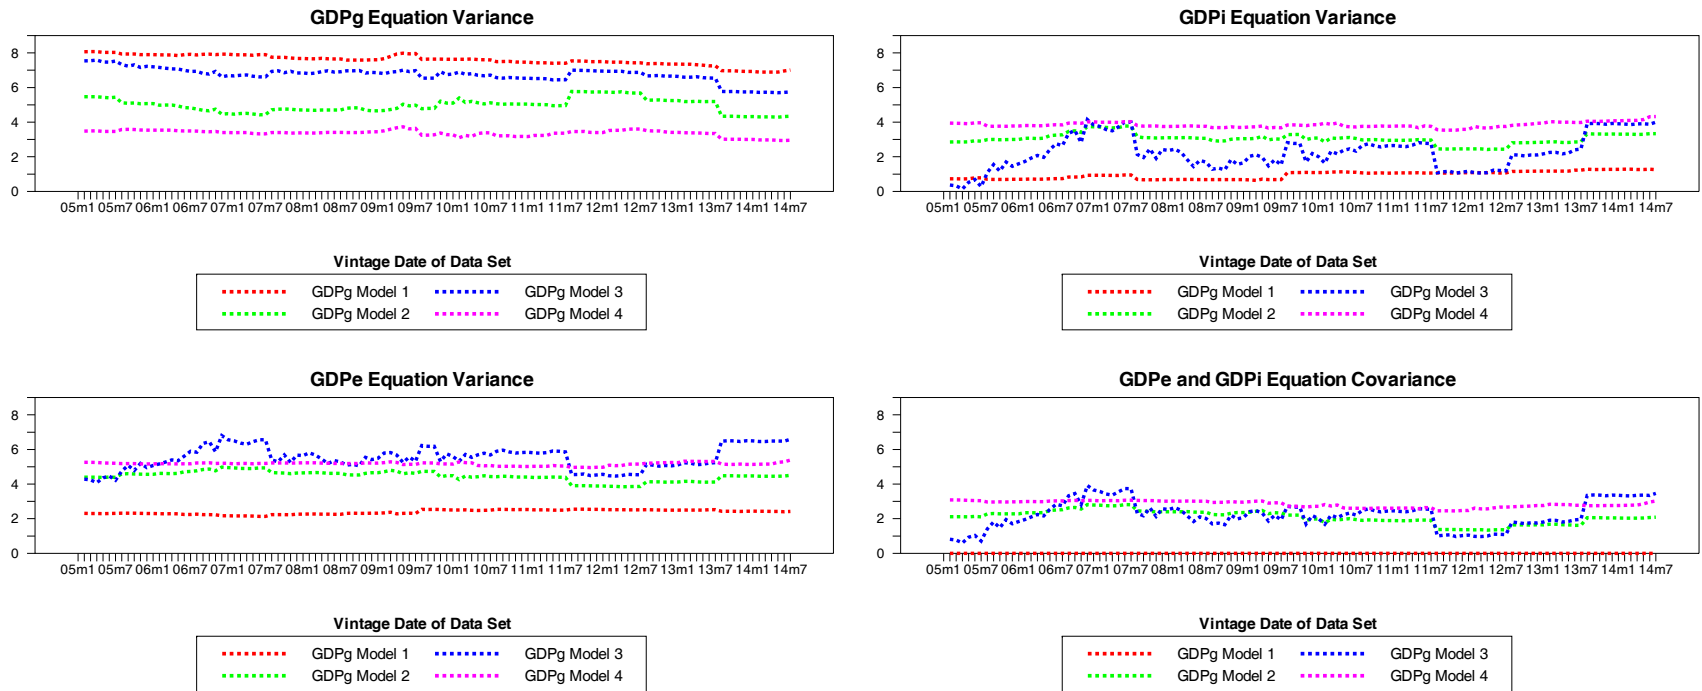 GDPg Equation Variance
8
6
4
2
0
05m1 05m7 06m1 06m7 07m1 07m7 08m1 08m7 09m1 09m7 10m1 10m7 11m1 11m7 12m1 12m7 13m1 13m7 14m1 14m7
Vintage Date of Data Set
GDPg Model 1 GDPg Model 3
GDPg Model 2 GDPg Model 4
GDPi Equation Variance
8
6
4
2
0
05m1 05m7 06m1 06m7 07m1 07m7 08m1 08m7 09m1 09m7 10m1 10m7 11m1 11m7 12m1 12m7 13m1 13m7 14m1 14m7
Vintage Date of Data Set
GDPg Model 1 GDPg Model 3
GDPg Model 2 GDPg Model 4
GDPe Equation Variance
8
6
4
2
0
05m1 05m7 06m1 06m7 07m1 07m7 08m1 08m7 09m1 09m7 10m1 10m7 11m1 11m7 12m1 12m7 13m1 13m7 14m1 14m7
Vintage Date of Data Set
GDPg Model 1 GDPg Model 3
GDPg Model 2 GDPg Model 4
GDPe and GDPi Equation Covariance
8
6
4
2
0
05m1 05m7 06m1 06m7 07m1 07m7 08m1 08m7 09m1 09m7 10m1 10m7 11m1 11m7 12m1 12m7 13m1 13m7 14m1 14m7
Vintage Date of Data Set
GDPg Model 1 GDPg Model 3
GDPg Model 2 GDPg Model 4